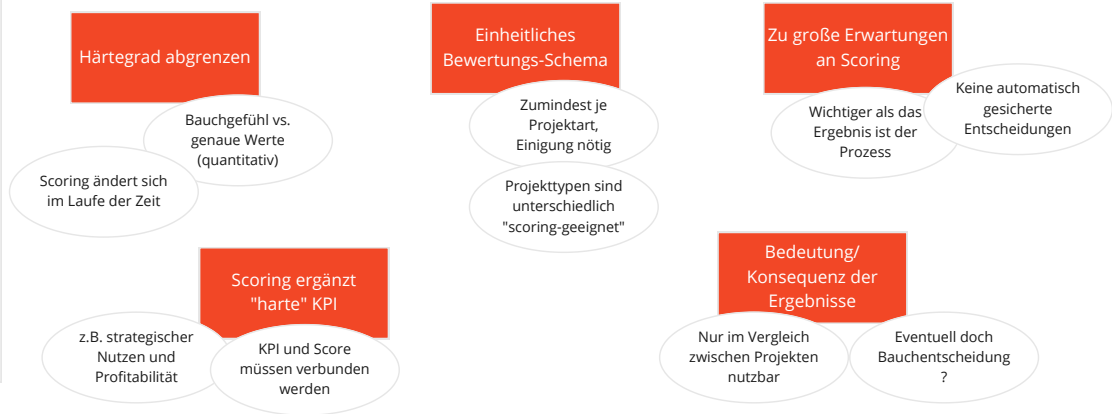 Härtegrad abgrenzen
Bauchgefühl vs.
genaue Werte
(quantitativ)
Scoring ändert sich
im Laufe der Zeit
Einheitliches
Bewertungs-Schema
Zumindest je
Projektart,
Einigung nötig
Projekttypen sind
unterschiedlich
"scoring-geeignet"
Zu große Erwartungen
an Scoring
Wichtiger als das
Ergebnis ist der
Prozess
Keine automatisch
gesicherte
Entscheidungen
Scoring ergänzt
"harte" KPI
z.B. strategischer
Nutzen und
Profitabilität
KPI und Score
müssen verbunden
werden
Bedeutung/
Konsequenz der
Ergebnisse
Nur im Vergleich
zwischen Projekten
nutzbar
Eventuell doch
Bauchentscheidung
?